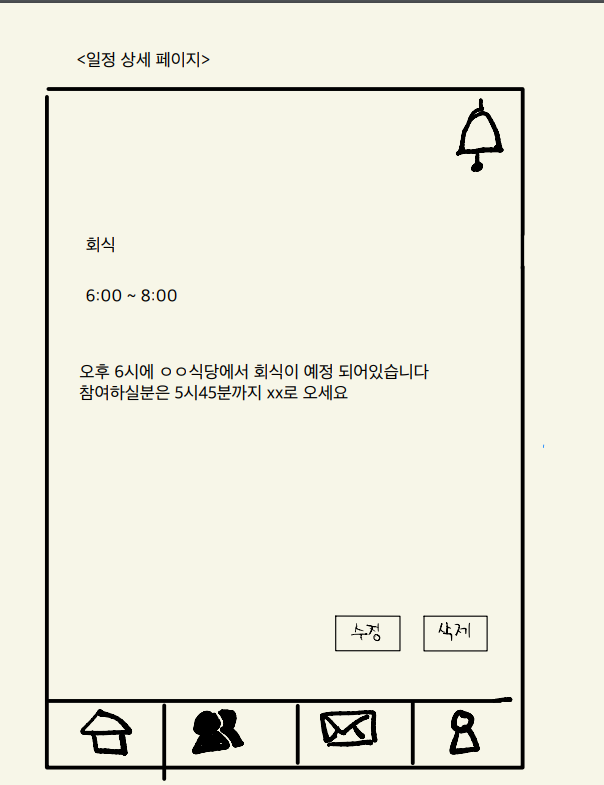 <일정 상세 페이지>
회식
6:00 ~ 8:00
오후 6시에 ㅇㅇ식당에서 회식이 예정 되어있습니다
참여하실분은 5시45분까지 xx로 오세요
수정 삭제